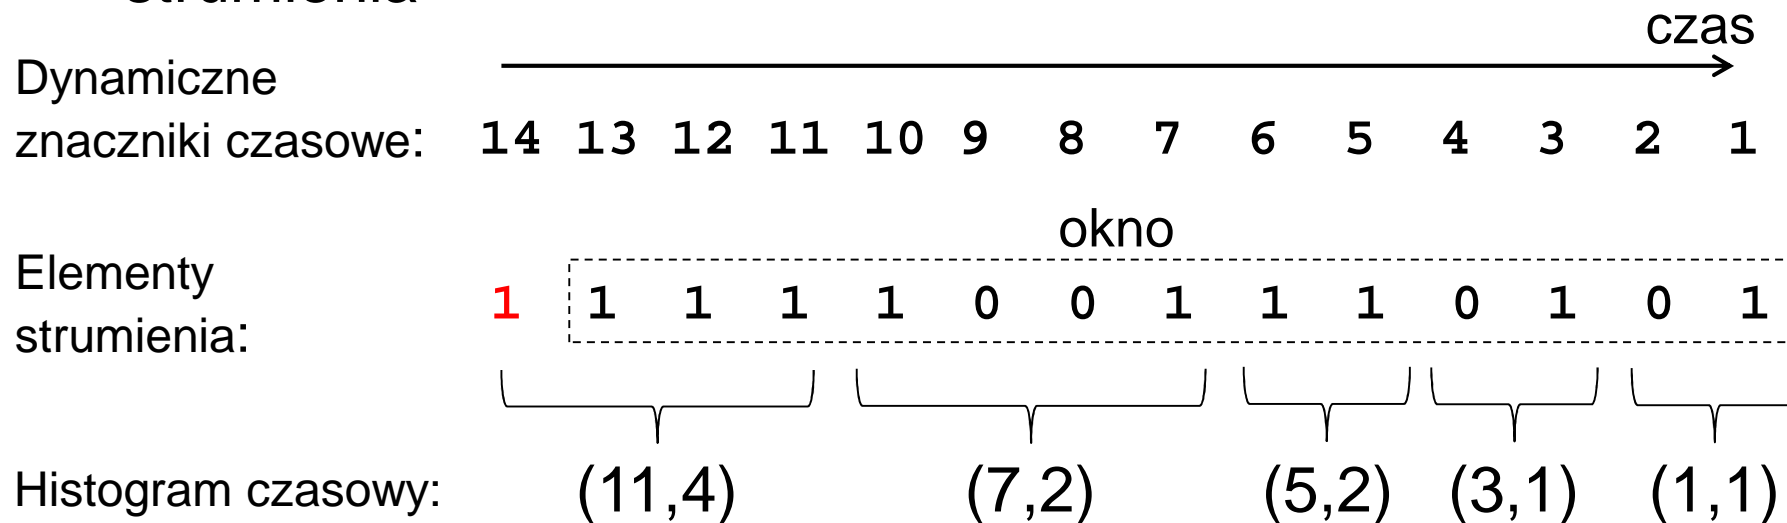 strumienia
czas
Dynamiczne
znaczniki czasowe: 14 13 12 11 10 9 8 7 6 5 4 3 2 1
okno
Elementy
strumienia: 1 1 1 1 1 0 0 1 1 1 0 1 0 1
Histogram czasowy: (11,4) (7,2) (5,2) (3,1) (1,1)